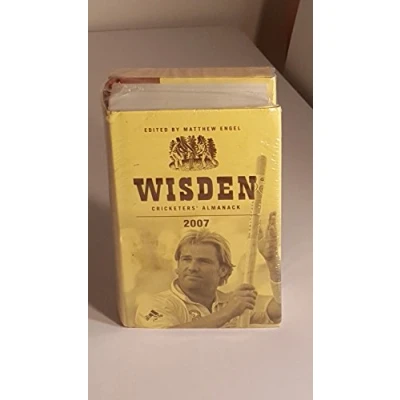 EDITED BY MATTHEW ENGEL
WISDEN
CRICKETERS' ALMANACK
2007